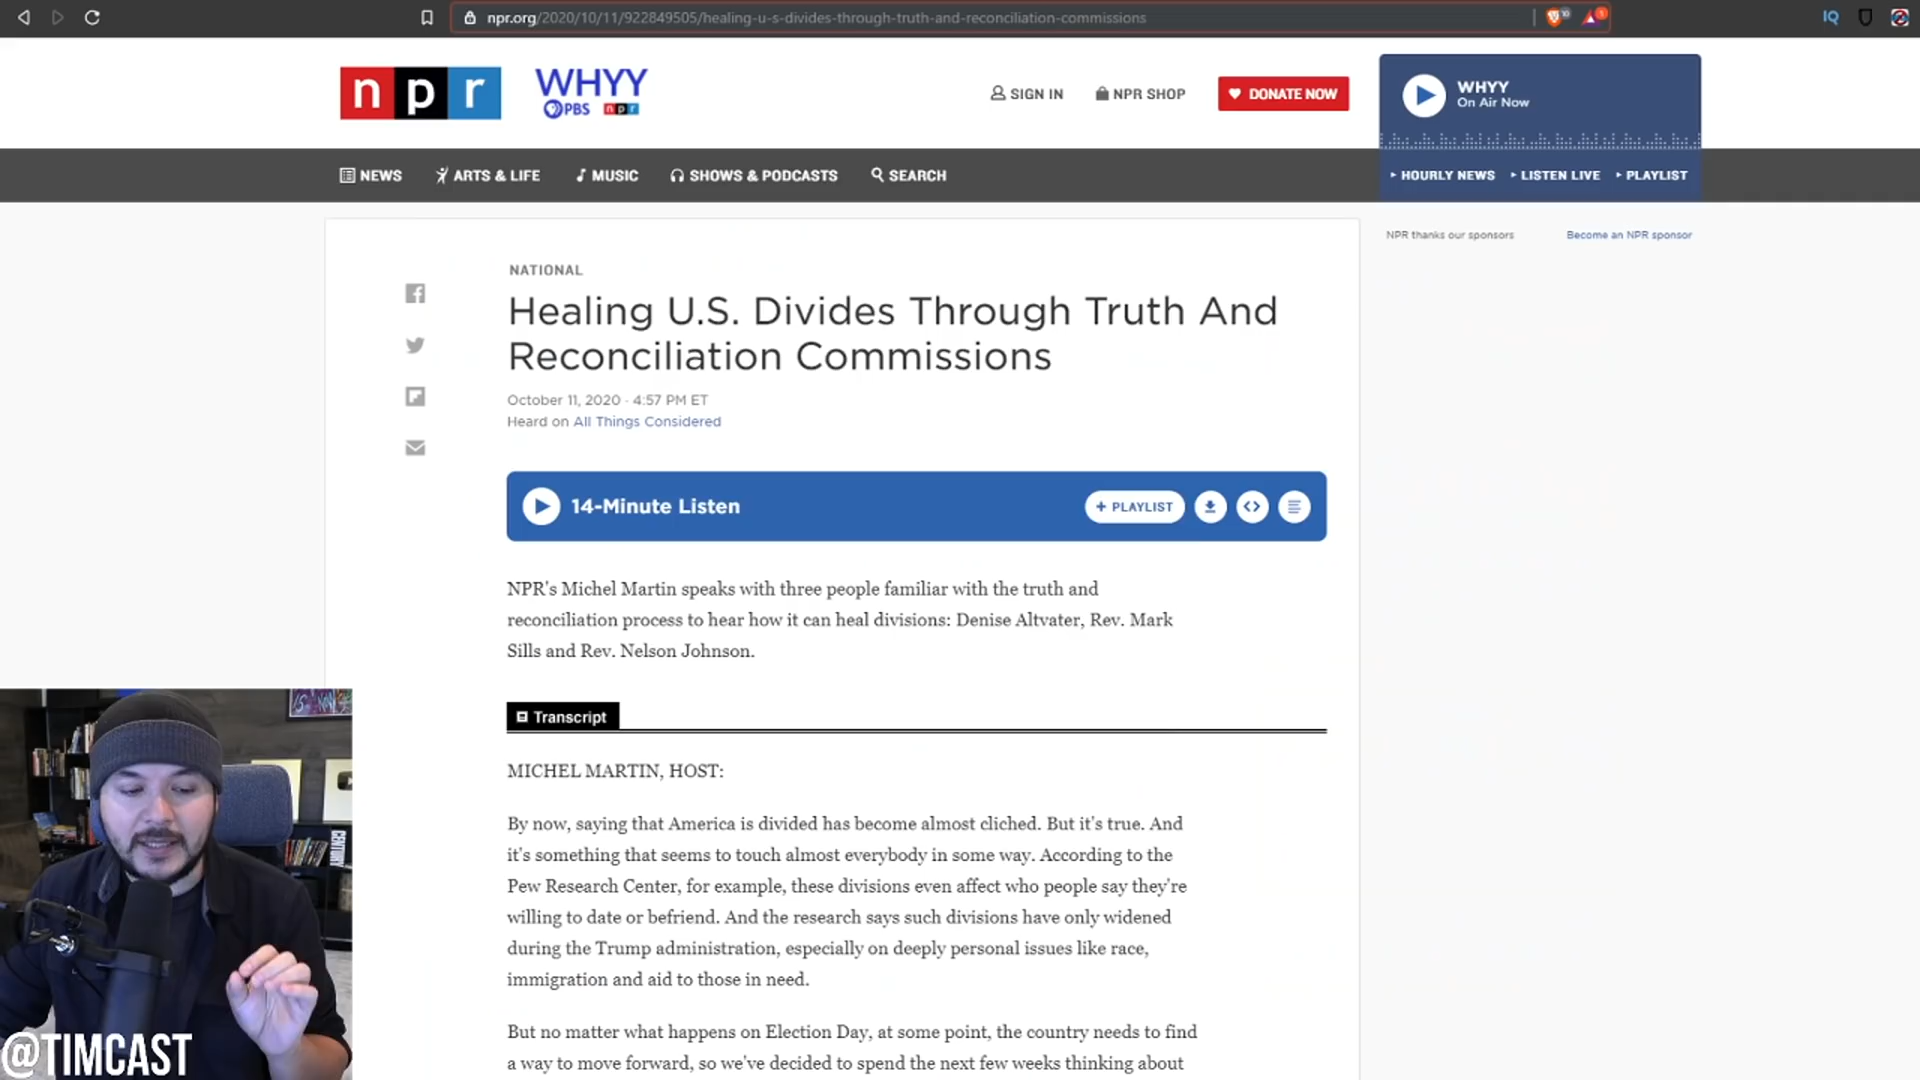 npr.org/2020/10/11/922849505/healing-u-s-divides-through-truth-and-reconciliation-commissions
IQ
npr
WHYY
PBS npr
SIGN IN
NPR SHOP
DONATE NOW
WHYY
On Air Now
NEWS
ARTS & LIFE
MUSIC
SHOWS & PODCASTS
SEARCH
HOURLY NEWS
LISTEN LIVE
PLAYLIST
NPR thanks our sponsors
Become an NPR sponsor
NATIONAL
Healing U.S. Divides Through Truth And
Reconciliation Commissions
October 11, 2020 · 4:57 PM ET
Heard on All Things Considered
14-Minute Listen
+ PLAYLIST
NPR's Michel Martin speaks with three people familiar with the truth and
reconciliation process to hear how it can heal divisions: Denise Altvater, Rev. Mark
Sills and Rev. Nelson Johnson.
Transcript
MICHEL MARTIN, HOST:
By now, saying that America is divided has become almost cliched. But it's true. And
it's something that seems to touch almost everybody in some way. According to the
Pew Research Center, for example, these divisions even affect who people say they're
willing to date or befriend. And the research says such divisions have only widened
during the Trump administration, especially on deeply personal issues like race,
immigration and aid to those in need.
But no matter what happens on Election Day, at some point, the country needs to find
a way to move forward, so we've decided to spend the next few weeks thinking about
@TIMCAST